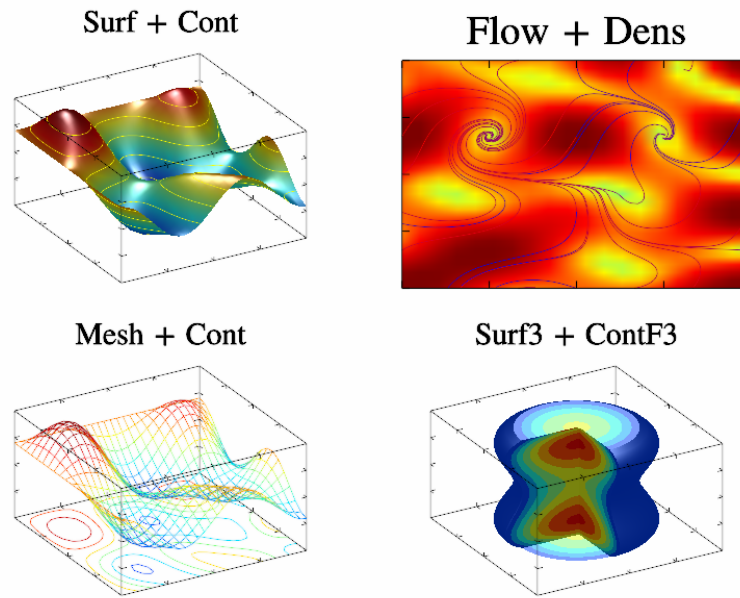 Surf + Cont
Flow + Dens
Mesh + Cont
Surf3 + ContF3